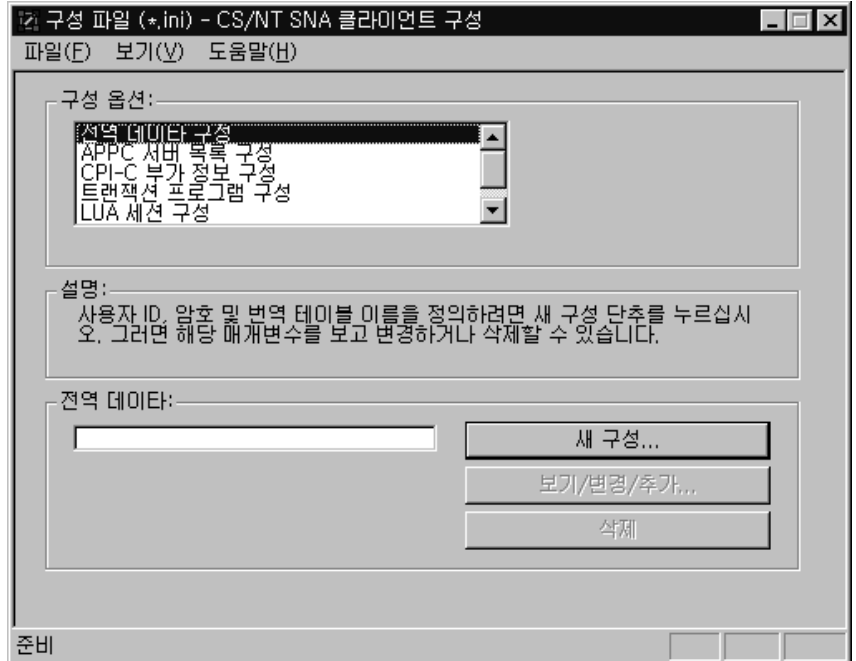 구성 파일 (*.ini) - CS/NT SNA 클라이언트 구성
파일(F) 보기(V) 도움말(H)
구성 옵션:
전역 데이타 구성
APPC 서버 목록 구성
CPI-C 부가 정보 구성
트랜잭션 프로그램 구성
LUA 세션 구성
설명:
사용자 ID, 암호 및 번역 테이블 이름을 정의하려면 새 구성 단추를 누르십시
오. 그러면 해당 매개변수를 보고 변경하거나 삭제할 수 있습니다.
전역 데이타:
새 구성...
보기/변경/추가...
삭제
준비